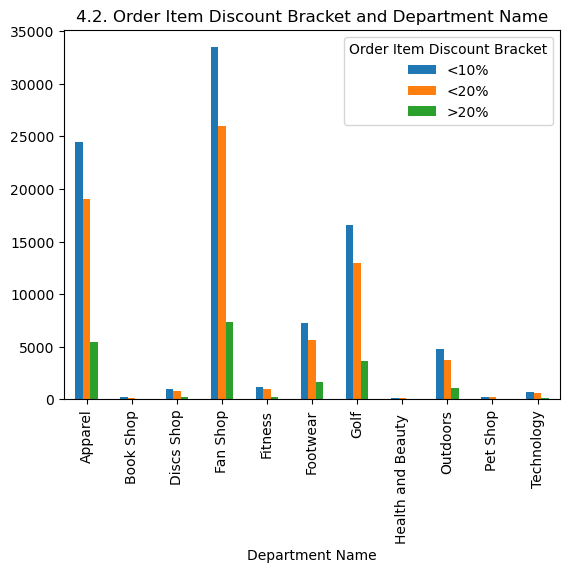 4.2. Order Item Discount Bracket and Department Name
35000
30000
25000
20000
15000
10000
5000
0
Order Item Discount Bracket
<10%
<20%
>20%
Apparel
Book Shop
Discs Shop
Fan Shop
Fitness
Footwear
Golf
Health and Beauty
Outdoors
Pet Shop
Technology
Department Name